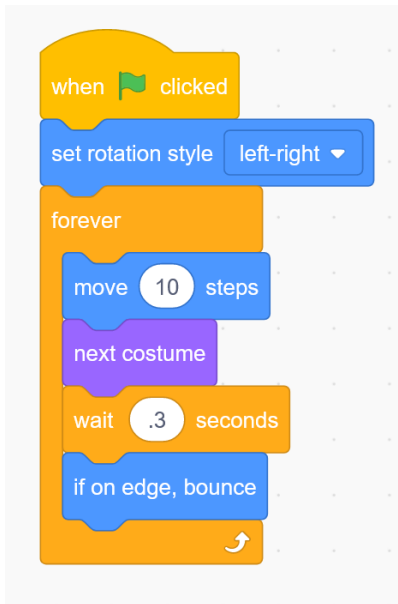 when clicked
set rotation style left-right
forever
move 10 steps
next costume
wait .3 seconds
if on edge, bounce